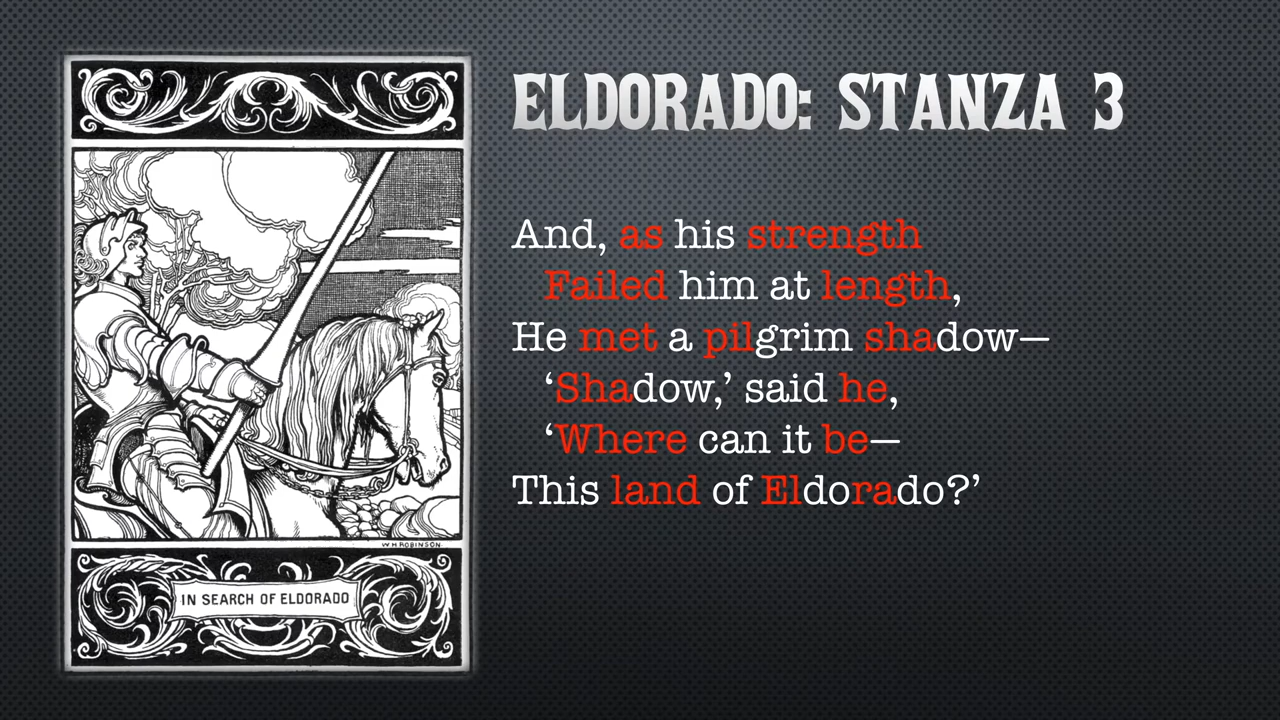 ELDORADO: STANZA 3
And, as his strength
Failed him at length,
He met a pilgrim shadow—
‘Shadow,’ said he,
‘Where can it be—
This land of Eldorado?’
W.H.ROBINSON.
IN SEARCH OF ELDORADO